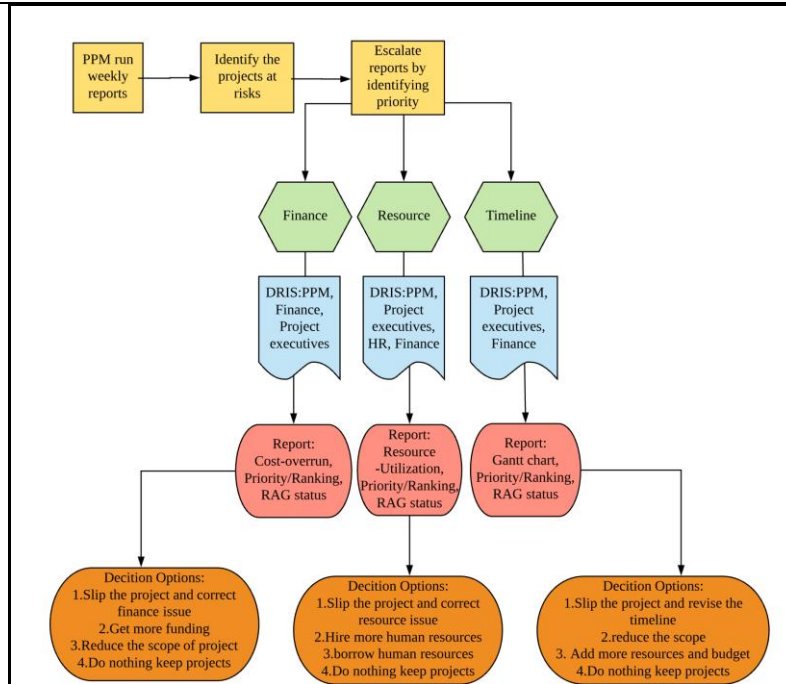 PPM run
weekly
reports
Identify the
projects at
risks
Escalate
reports by
identifying
priority
Finance
Resource
Timeline
DRIS:PPM,
Finance,
Project
executives
DRIS:PPM,
Project
executives,
HR, Finance
DRIS:PPM,
Project
executives,
Finance
Report:
Cost-overrun,
Priority/Ranking,
RAG status
Report:
Resource
-Utilization,
Priority/Ranking,
RAG status
Report:
Gantt chart,
Priority/Ranking,
RAG status
Decition Options:
1.Slip the project and correct
finance issue
2.Get more funding
3.Reduce the scope of project
4.Do nothing keep projects
Decition Options:
1.Slip the project and correct
resource issue
2.Hire more human resources
3.borrow human resources
4.Do nothing keep projects
Decition Options:
1.Slip the project and revise the
timeline
2.reduce the scope
3. Add more resources and budget
4.Do nothing keep projects